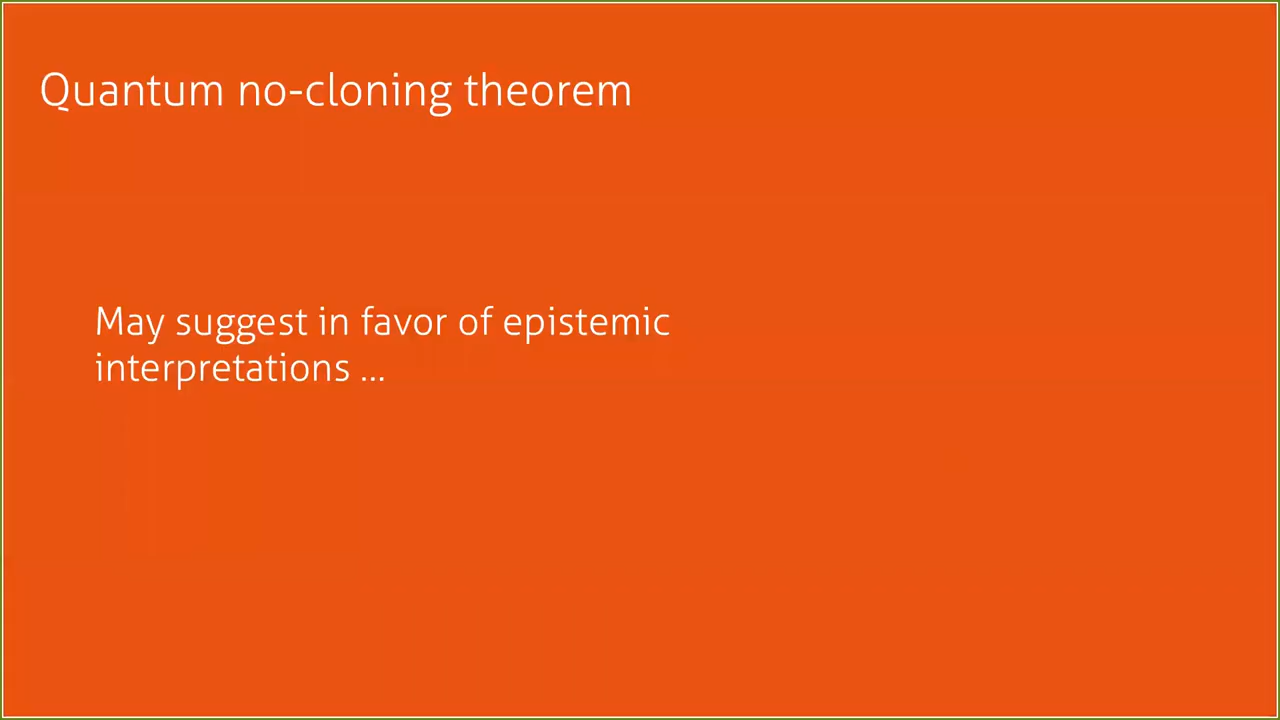 Quantum no-cloning theorem
May suggest in favor of epistemic
interpretations ...